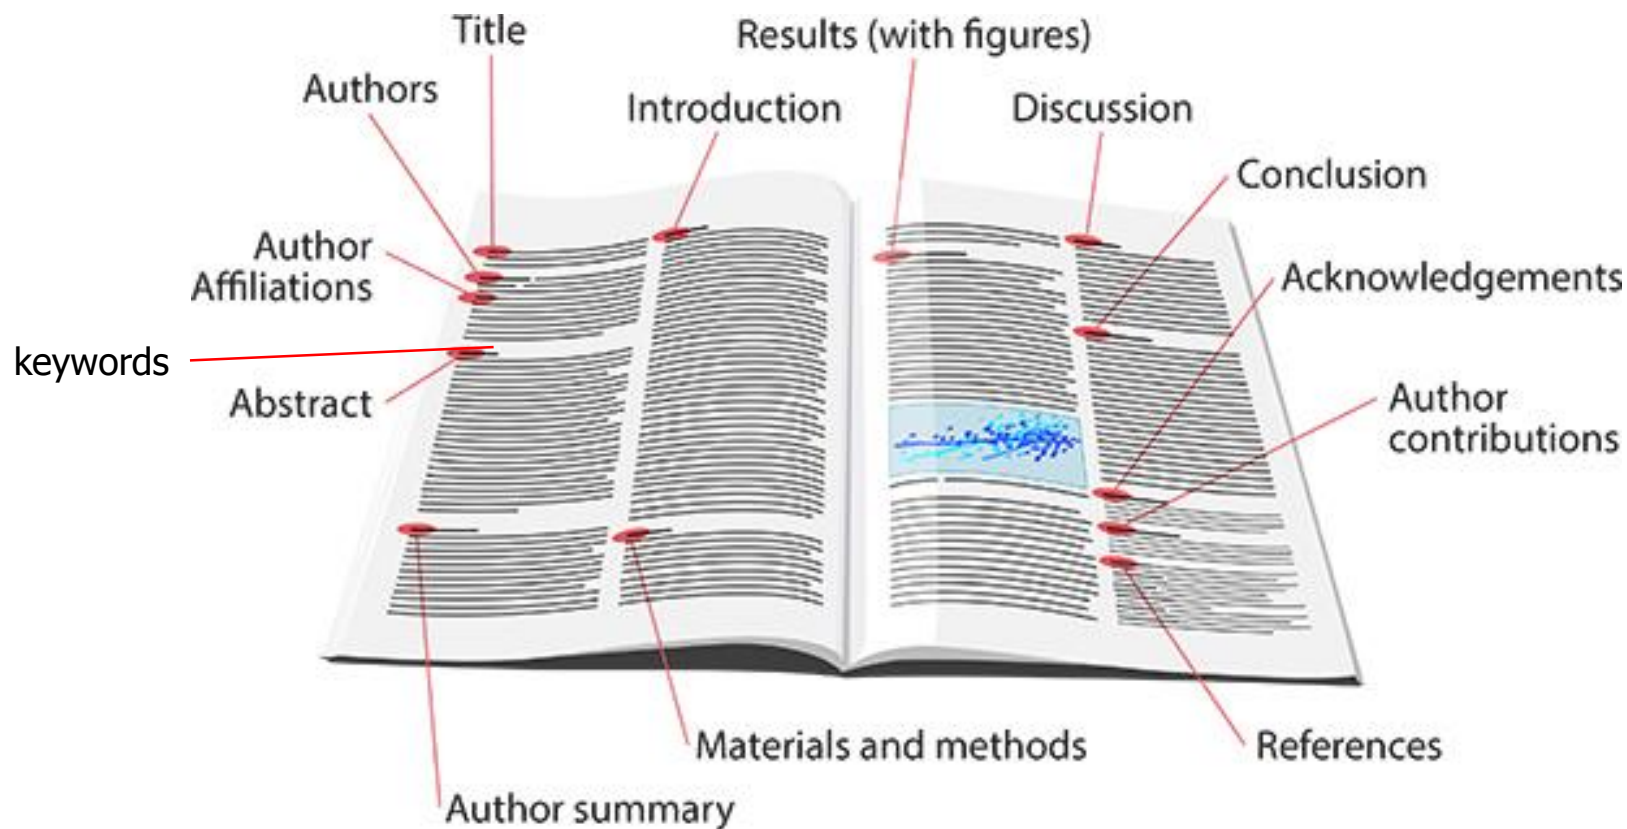 Title
Results (with figures)
Authors
Introduction
Discussion
Conclusion
Author
Affiliations
Acknowledgements
keywords
Abstract
Author
contributions
Materials and methods
References
Author summary